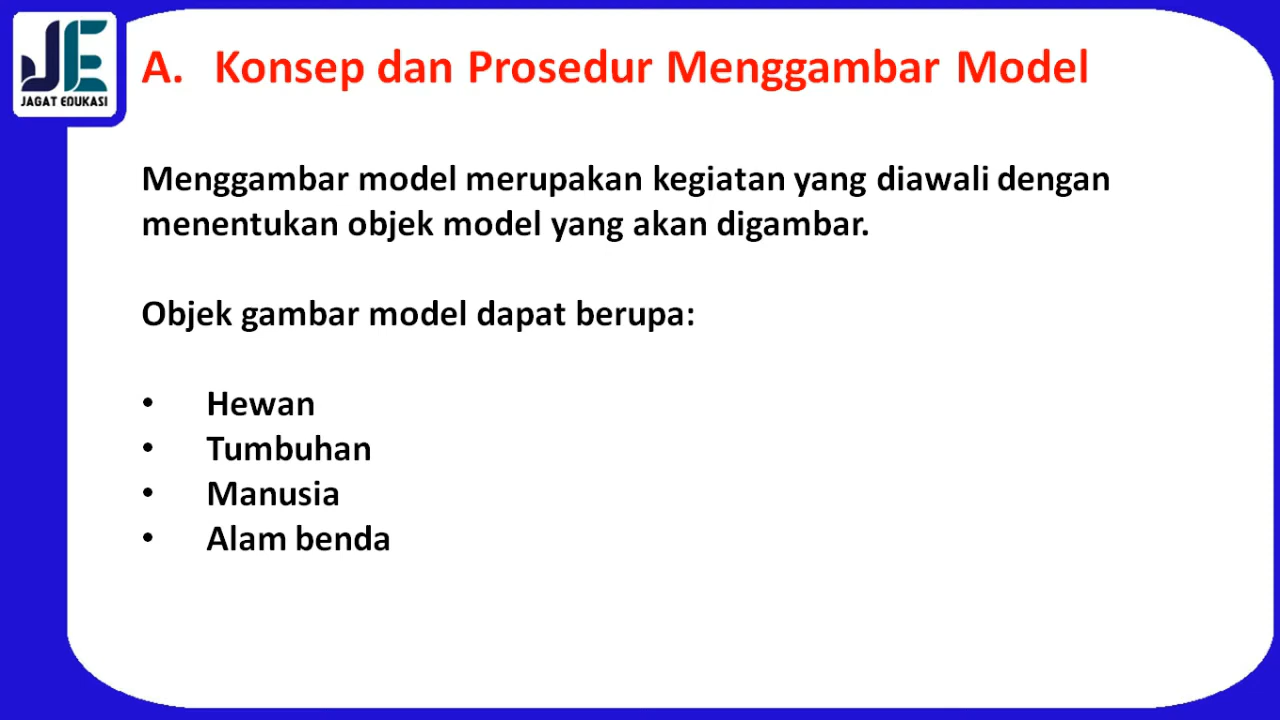 JE
JAGAT EDUKASI
A. Konsep dan Prosedur Menggambar Model
Menggambar model merupakan kegiatan yang diawali dengan
menentukan objek model yang akan digambar.
Objek gambar model dapat berupa:
• Hewan
• Tumbuhan
• Manusia
• Alam benda